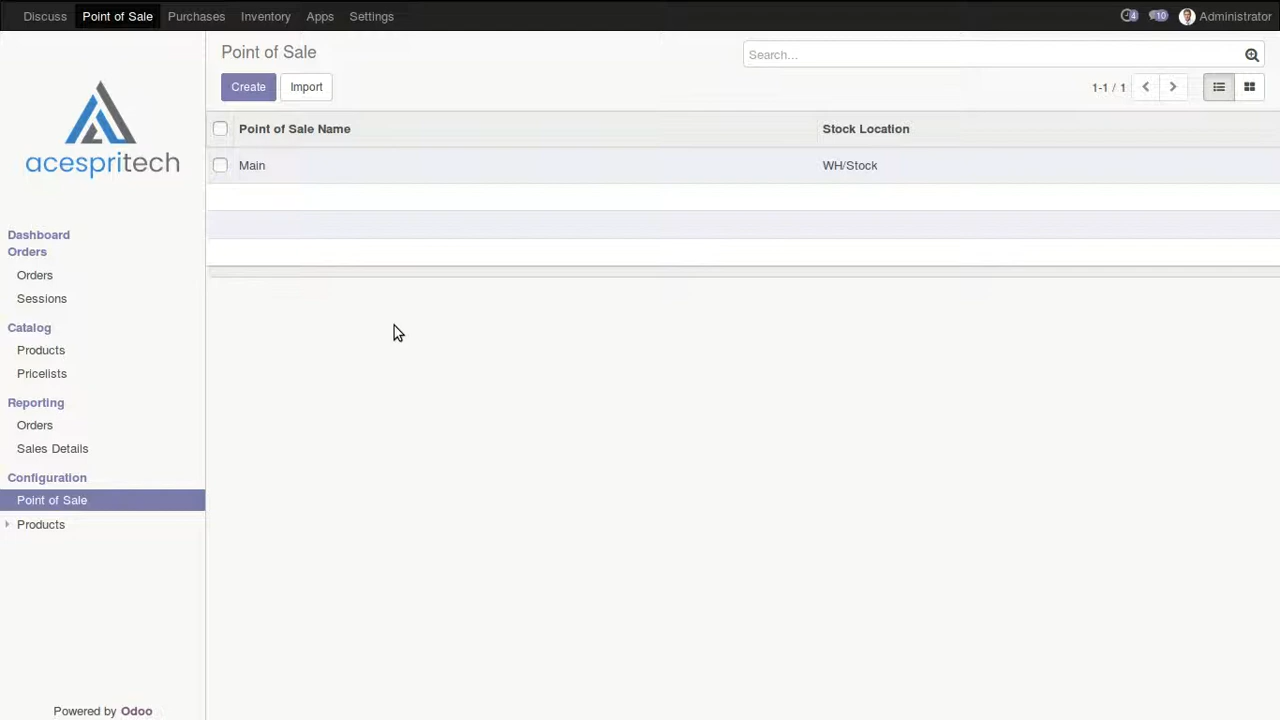 Discuss Point of Sale Purchases Inventory Apps Settings 4 10 Administrator
acespritech
Dashboard
Orders
Orders
Sessions
Catalog
Products
Pricelists
Reporting
Orders
Sales Details
Configuration
Point of Sale
Products
Powered by Odoo
Point of Sale
Search...
Create Import
1-1 / 1
Point of Sale Name Stock Location
Main WH/Stock